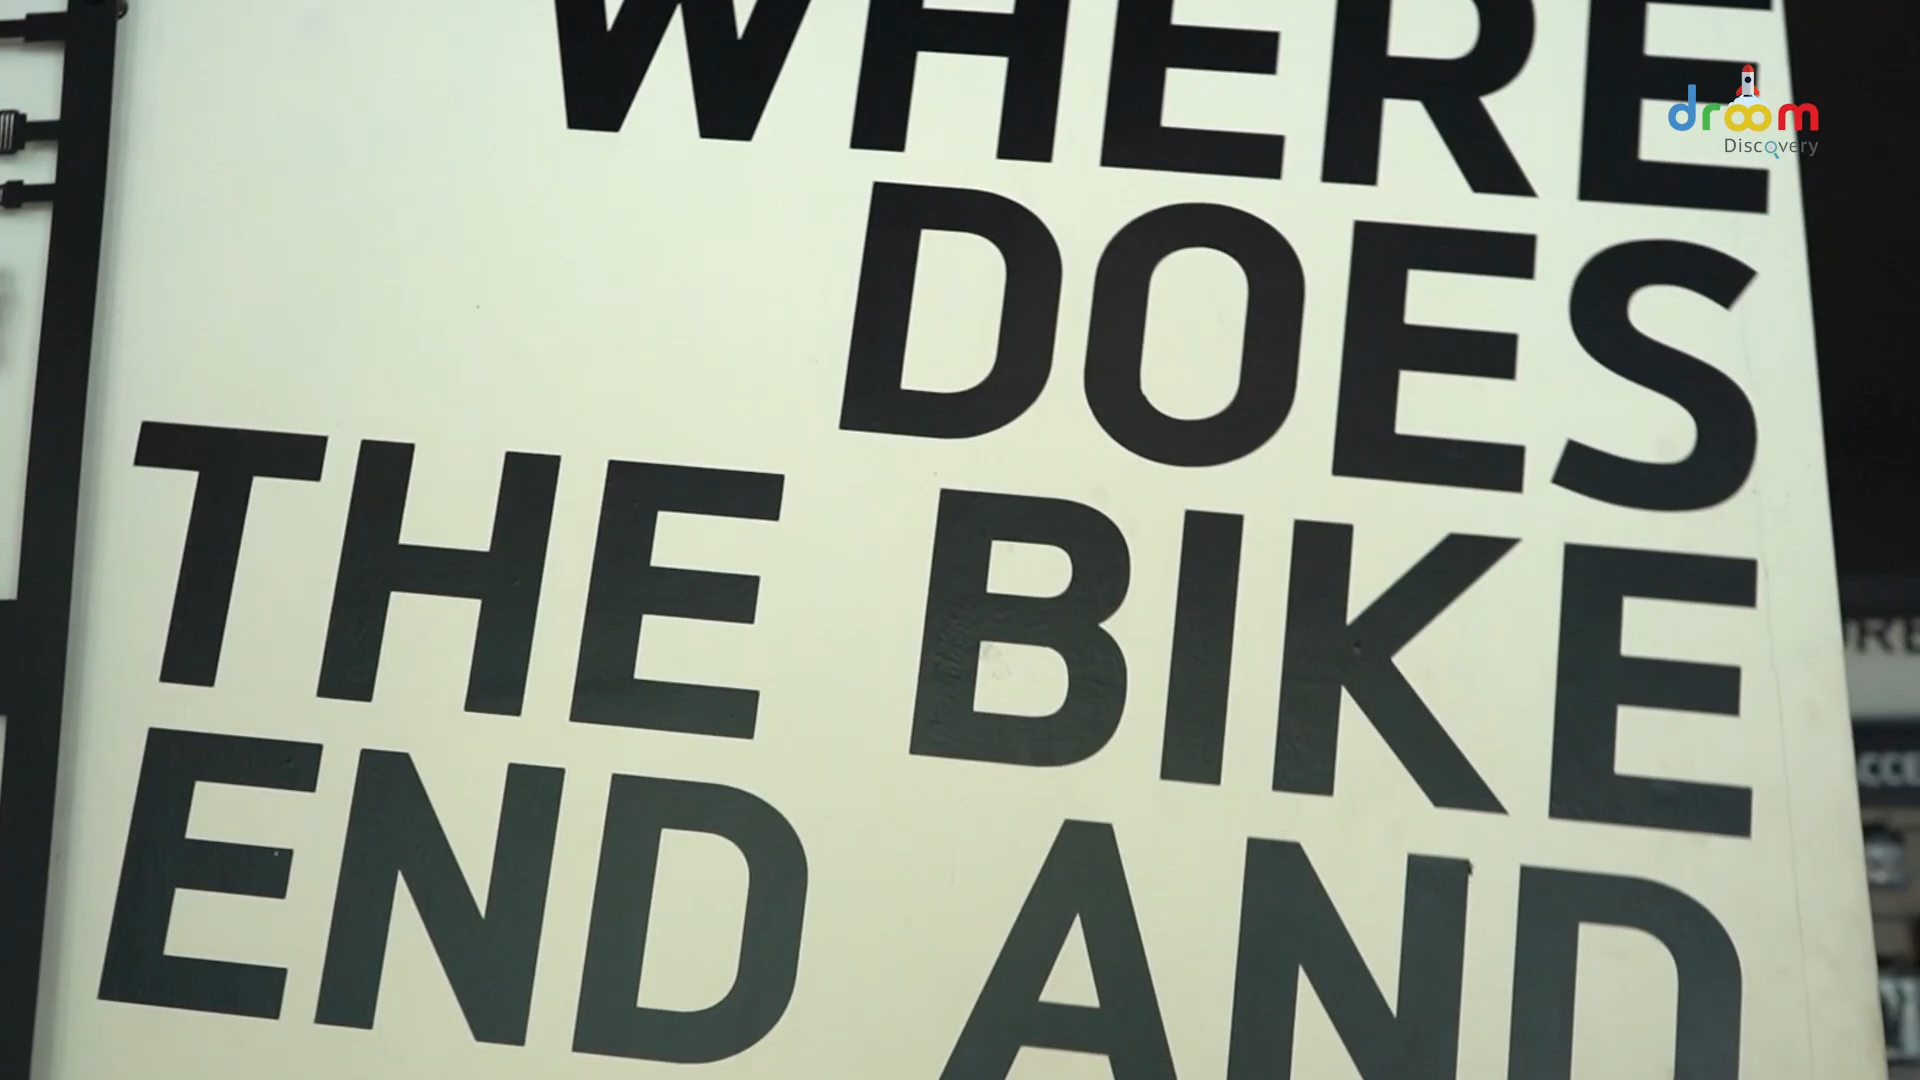 WHERE
DOES
THE BIKE
END AND
droom
Discovery